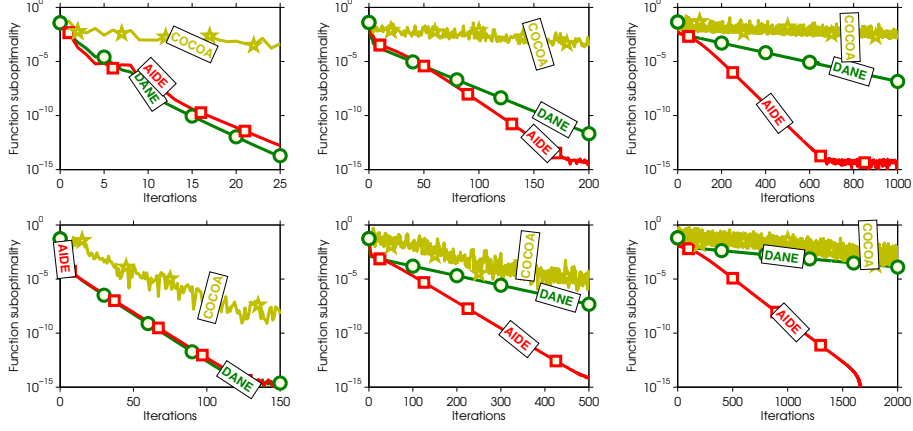 10^0
10^-5
10^-10
10^-15
Function suboptimality
COCOA
AIDE
DANE
0 5 10 15 20 25
Iterations
10^0
10^-5
10^-10
10^-15
Function suboptimality
COCOA
DANE
AIDE
0 50 100 150 200
Iterations
10^0
10^-5
10^-10
10^-15
Function suboptimality
COCOA
DANE
AIDE
0 200 400 600 800 1000
Iterations
10^0
10^-5
10^-10
10^-15
Function suboptimality
AIDE
COCOA
DANE
0 50 100 150
Iterations
10^0
10^-5
10^-10
10^-15
Function suboptimality
COCOA
DANE
AIDE
0 100 200 300 400 500
Iterations
10^0
10^-5
10^-10
10^-15
Function suboptimality
COCOA
DANE
AIDE
0 500 1000 1500 2000
Iterations